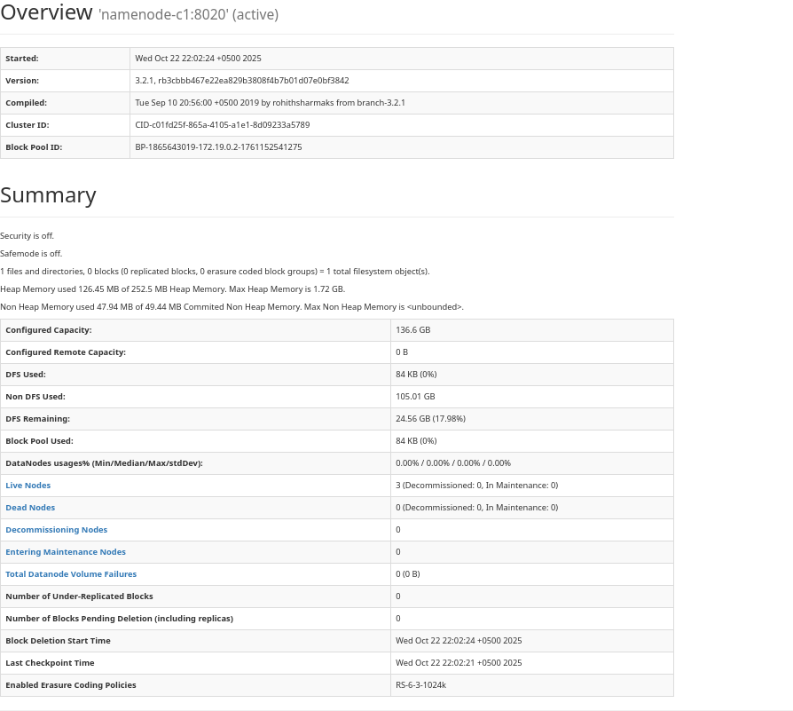 Overview 'namenode-c1:8020' (active)
Started: Wed Oct 22 22:02:24 +0500 2025
Version: 3.2.1, rb3cbbb467e22ea829b3808f4b7b01d07e0bf3842
Compiled: Tue Sep 10 20:56:00 +0500 2019 by rohithsharmaks from branch-3.2.1
Cluster ID: CID-c01fd25f-865a-4105-a1e1-8d09233a5789
Block Pool ID: BP-1865643019-172.19.0.2-1761152541275
Summary
Security is off.
Safemode is off.
1 files and directories, 0 blocks (0 replicated blocks, 0 erasure coded block groups) = 1 total filesystem object(s).
Heap Memory used 126.45 MB of 252.5 MB Heap Memory. Max Heap Memory is 1.72 GB.
Non Heap Memory used 47.94 MB of 49.44 MB Commited Non Heap Memory. Max Non Heap Memory is <unbounded>.
Configured Capacity: 136.6 GB
Configured Remote Capacity: 0 B
DFS Used: 84 KB (0%)
Non DFS Used: 105.01 GB
DFS Remaining: 24.56 GB (17.98%)
Block Pool Used: 84 KB (0%)
DataNodes usages% (Min/Median/Max/stdDev): 0.00% / 0.00% / 0.00% / 0.00%
Live Nodes 3 (Decommissioned: 0, In Maintenance: 0)
Dead Nodes 0 (Decommissioned: 0, In Maintenance: 0)
Decommissioning Nodes 0
Entering Maintenance Nodes 0
Total Datanode Volume Failures 0 (0 B)
Number of Under-Replicated Blocks 0
Number of Blocks Pending Deletion (including replicas) 0
Block Deletion Start Time Wed Oct 22 22:02:24 +0500 2025
Last Checkpoint Time Wed Oct 22 22:02:21 +0500 2025
Enabled Erasure Coding Policies RS-6-3-1024k